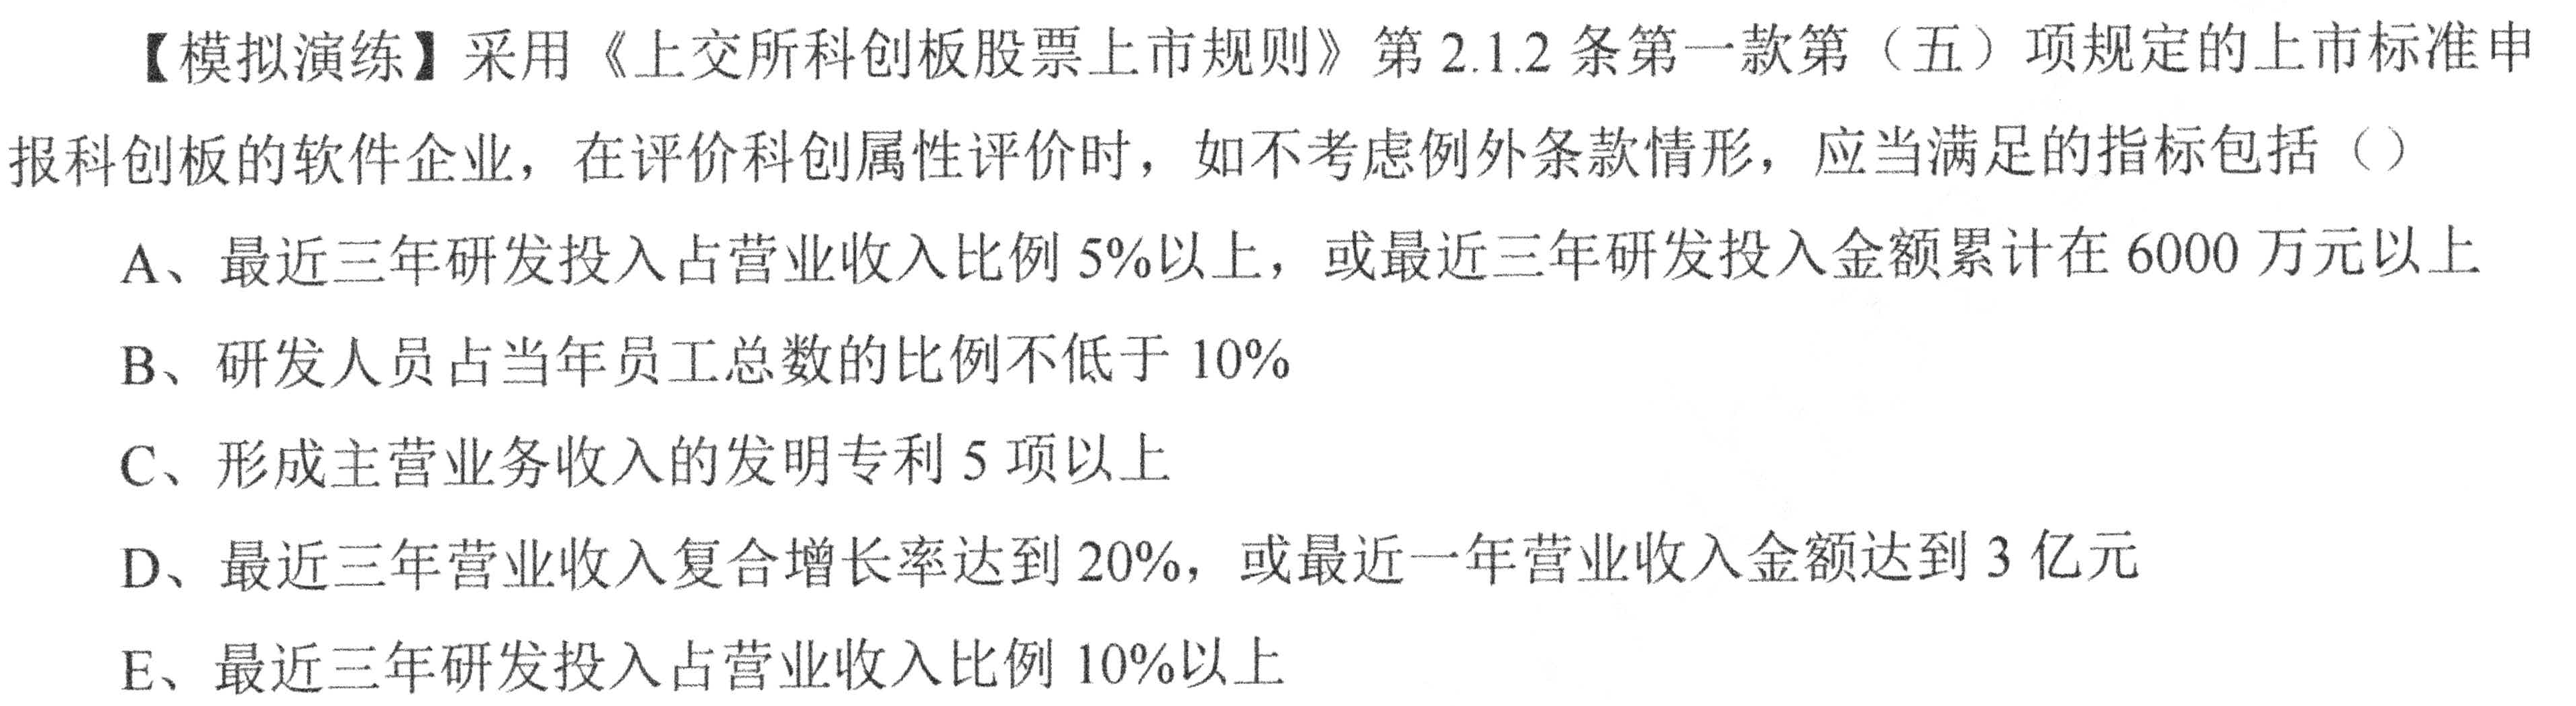 【模拟演练】采用《上交所科创板股票上市规则》第 2.1.2 条第一款第（五）项规定的上市标准申
报科创板的软件企业，在评价科创属性评价时，如不考虑例外条款情形，应当满足的指标包括（）
A、最近三年研发投入占营业收入比例 5%以上，或最近三年研发投入金额累计在 6000 万元以上
B、研发人员占当年员工总数的比例不低于 10%
C、形成主营业务收入的发明专利 5 项以上
D、最近三年营业收入复合增长率达到 20%，或最近一年营业收入金额达到 3 亿元
E、最近三年研发投入占营业收入比例 10%以上